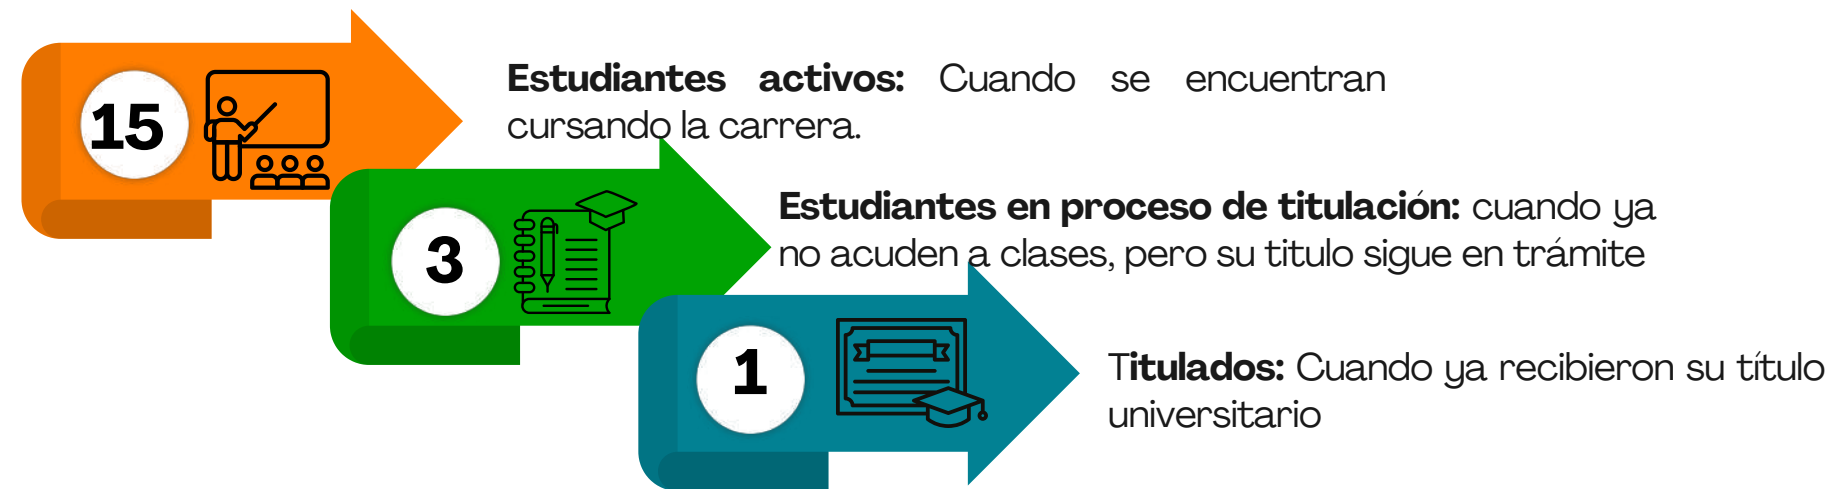 15
Estudiantes activos: Cuando se encuentran
cursando la carrera.
3
Estudiantes en proceso de titulación: cuando ya
no acuden a clases, pero su titulo sigue en trámite
1
Titulados: Cuando ya recibieron su título
universitario